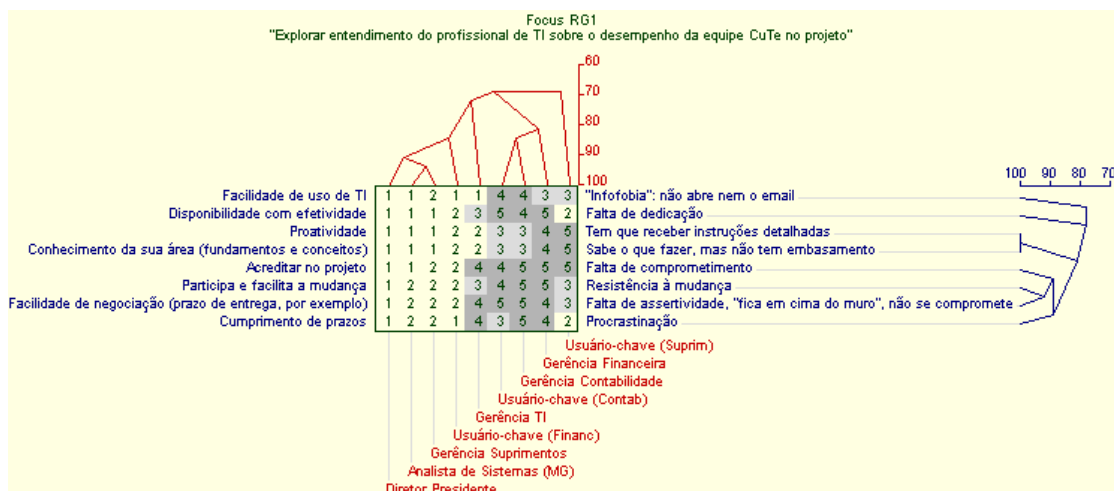 Focus RG1
"Explorar entendimento do profissional de TI sobre o desempenho da equipe CuTe no projeto"
60
70
80
90
100
100 90 80 70
Facilidade de uso de TI 1 1 2 1 1 4 4 3 3 "Infofobia": não abre nem o email
Disponibilidade com efetividade 1 1 1 2 3 5 4 5 2 Falta de dedicação
Proatividade 1 1 1 2 2 3 3 4 5 Tem que receber instruções detalhadas
Conhecimento da sua área (fundamentos e conceitos) 1 1 1 2 2 3 3 4 5 Sabe o que fazer, mas não tem embasamento
Acreditar no projeto 1 1 2 2 4 4 5 5 5 Falta de comprometimento
Participa e facilita a mudança 1 2 2 2 3 4 5 5 3 Resistência à mudança
Facilidade de negociação (prazo de entrega, por exemplo) 1 2 2 2 4 5 5 4 3 Falta de assertividade, "fica em cima do muro", não se compromete
Cumprimento de prazos 1 2 2 1 4 3 5 4 2 Procrastinação
Usuário-chave (Suprim)
Gerência Financeira
Gerência Contabilidade
Usuário-chave (Contab)
Gerência TI
Usuário-chave (Financ)
Gerência Suprimentos
Analista de Sistemas (MG)
Diretor Presidente